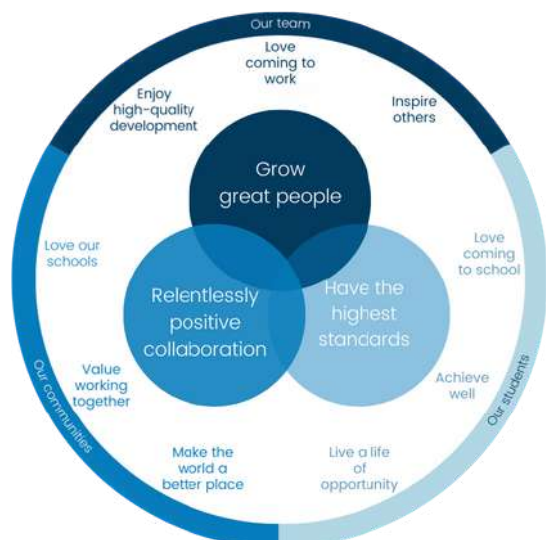 Our team
Love
coming to
work
Enjoy
high-quality
development
Inspire
others
Grow
great people
Love our
schools
Love
coming
to school
Relentlessly
positive
collaboration
Have the
highest
standards
Value
working
together
Achieve
well
Make the
world a
better place
Live a life
of
opportunity
Our communities
Our students